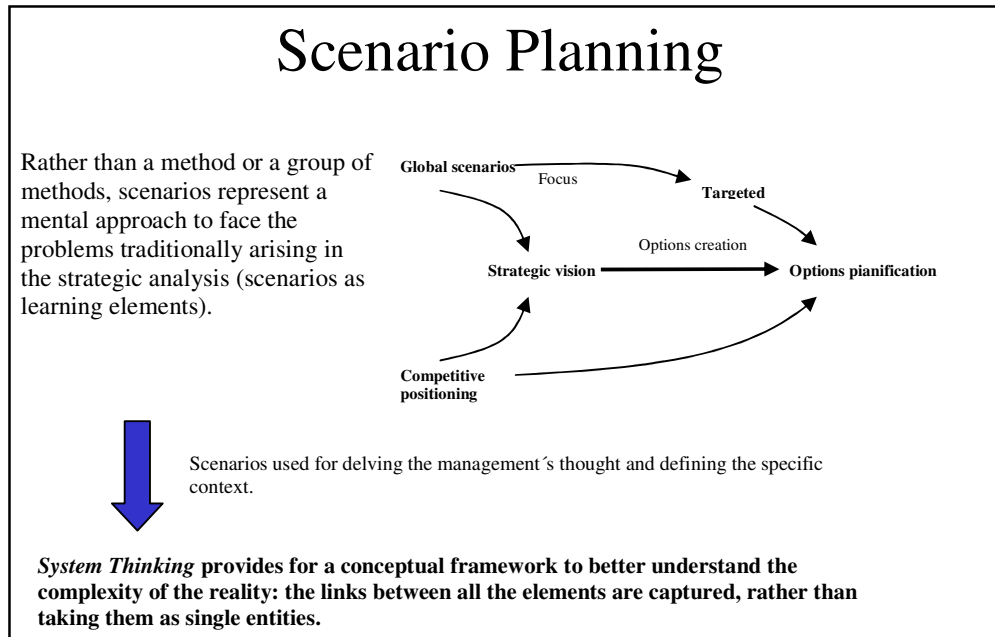 Scenario Planning
Rather than a method or a group of
methods, scenarios represent a
mental approach to face the
problems traditionally arising in
the strategic analysis (scenarios as
learning elements).
Global scenarios
Focus
Targeted
Options creation
Strategic vision
Options pianification
Competitive
positioning
Scenarios used for delving the management´s thought and defining the specific
context.
System Thinking provides for a conceptual framework to better understand the
complexity of the reality: the links between all the elements are captured, rather than
taking them as single entities.